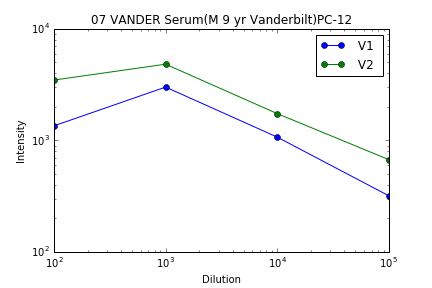 07 VANDER Serum(M 9 yr Vanderbilt)PC-12
V1
V2
Intensity
10^4
10^3
10^2
10^2 10^3 10^4 10^5
Dilution